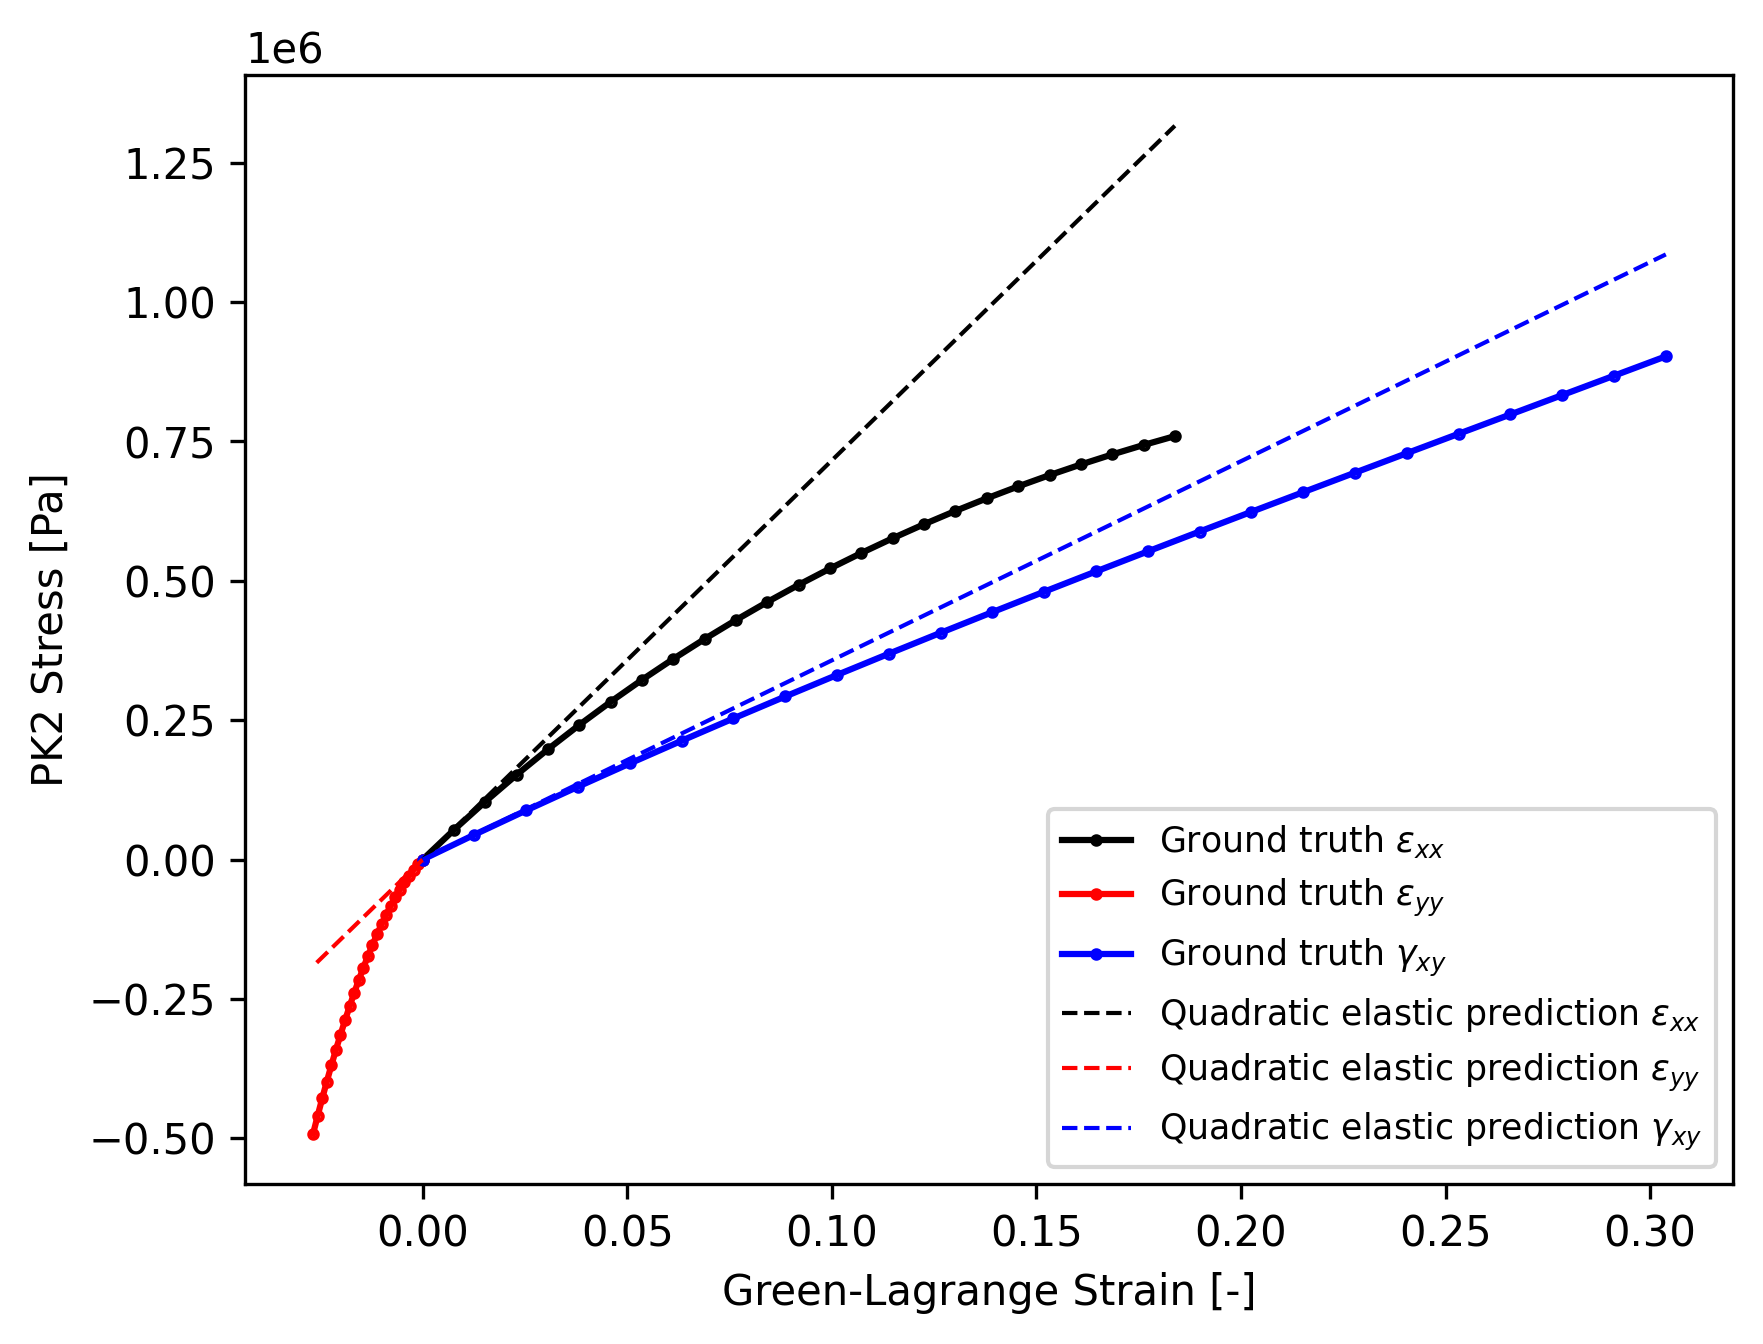 1e6
1.25
1.00
0.75
0.50
0.25
0.00
−0.25
−0.50
PK2 Stress [Pa]
0.00 0.05 0.10 0.15 0.20 0.25 0.30
Green-Lagrange Strain [-]
Ground truth εxx
Ground truth εyy
Ground truth γxy
Quadratic elastic prediction εxx
Quadratic elastic prediction εyy
Quadratic elastic prediction γxy